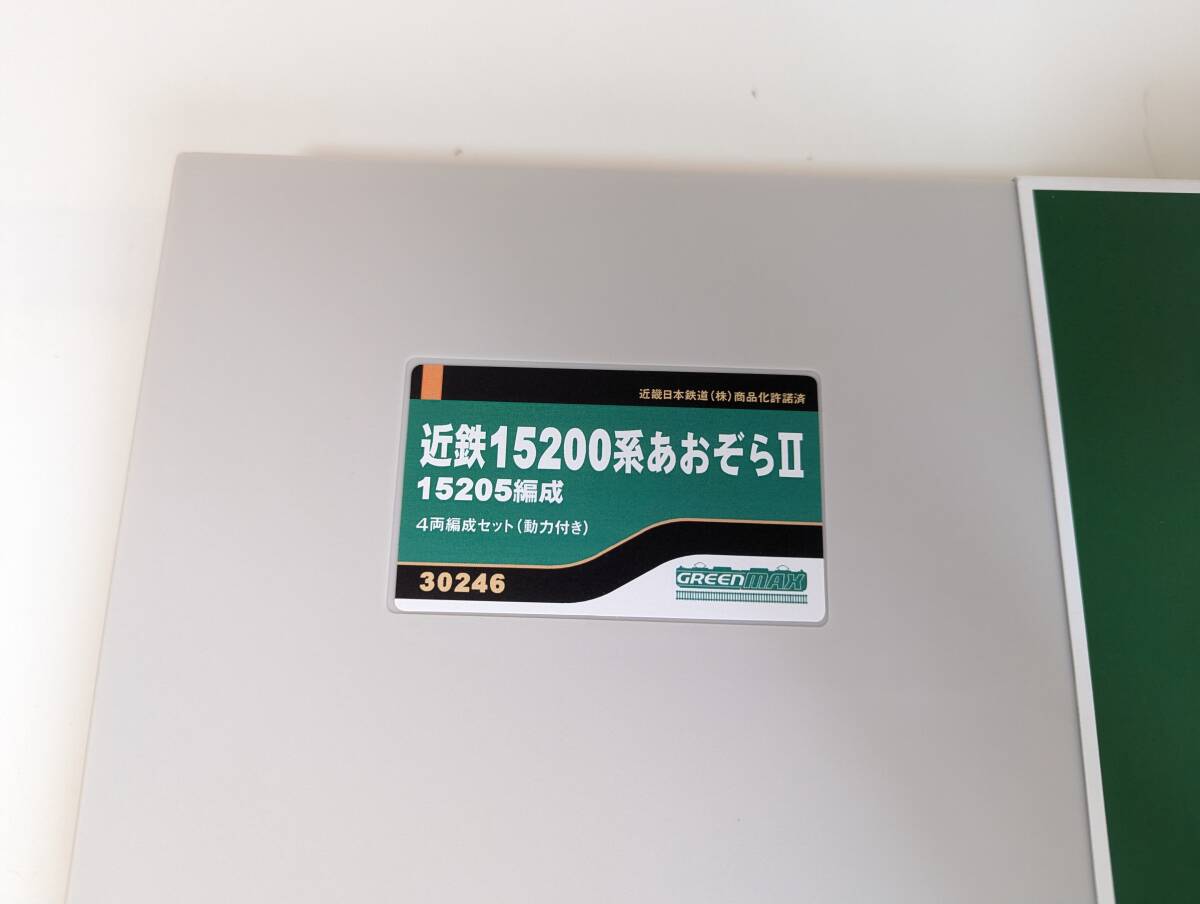 近畿日本鉄道(株)商品化許諾済
近鉄15200系あおぞらⅡ
15205編成
4両編成セット(動力付き)
30246
GREENMAX